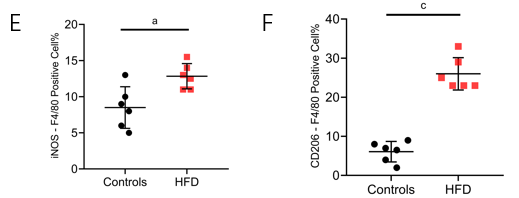 E
a
iNOS - F4/80 Positive Cell%
20
15
10
5
0
Controls
HFD
F
c
CD206 - F4/80 Positive Cell%
40
30
20
10
0
Controls
HFD